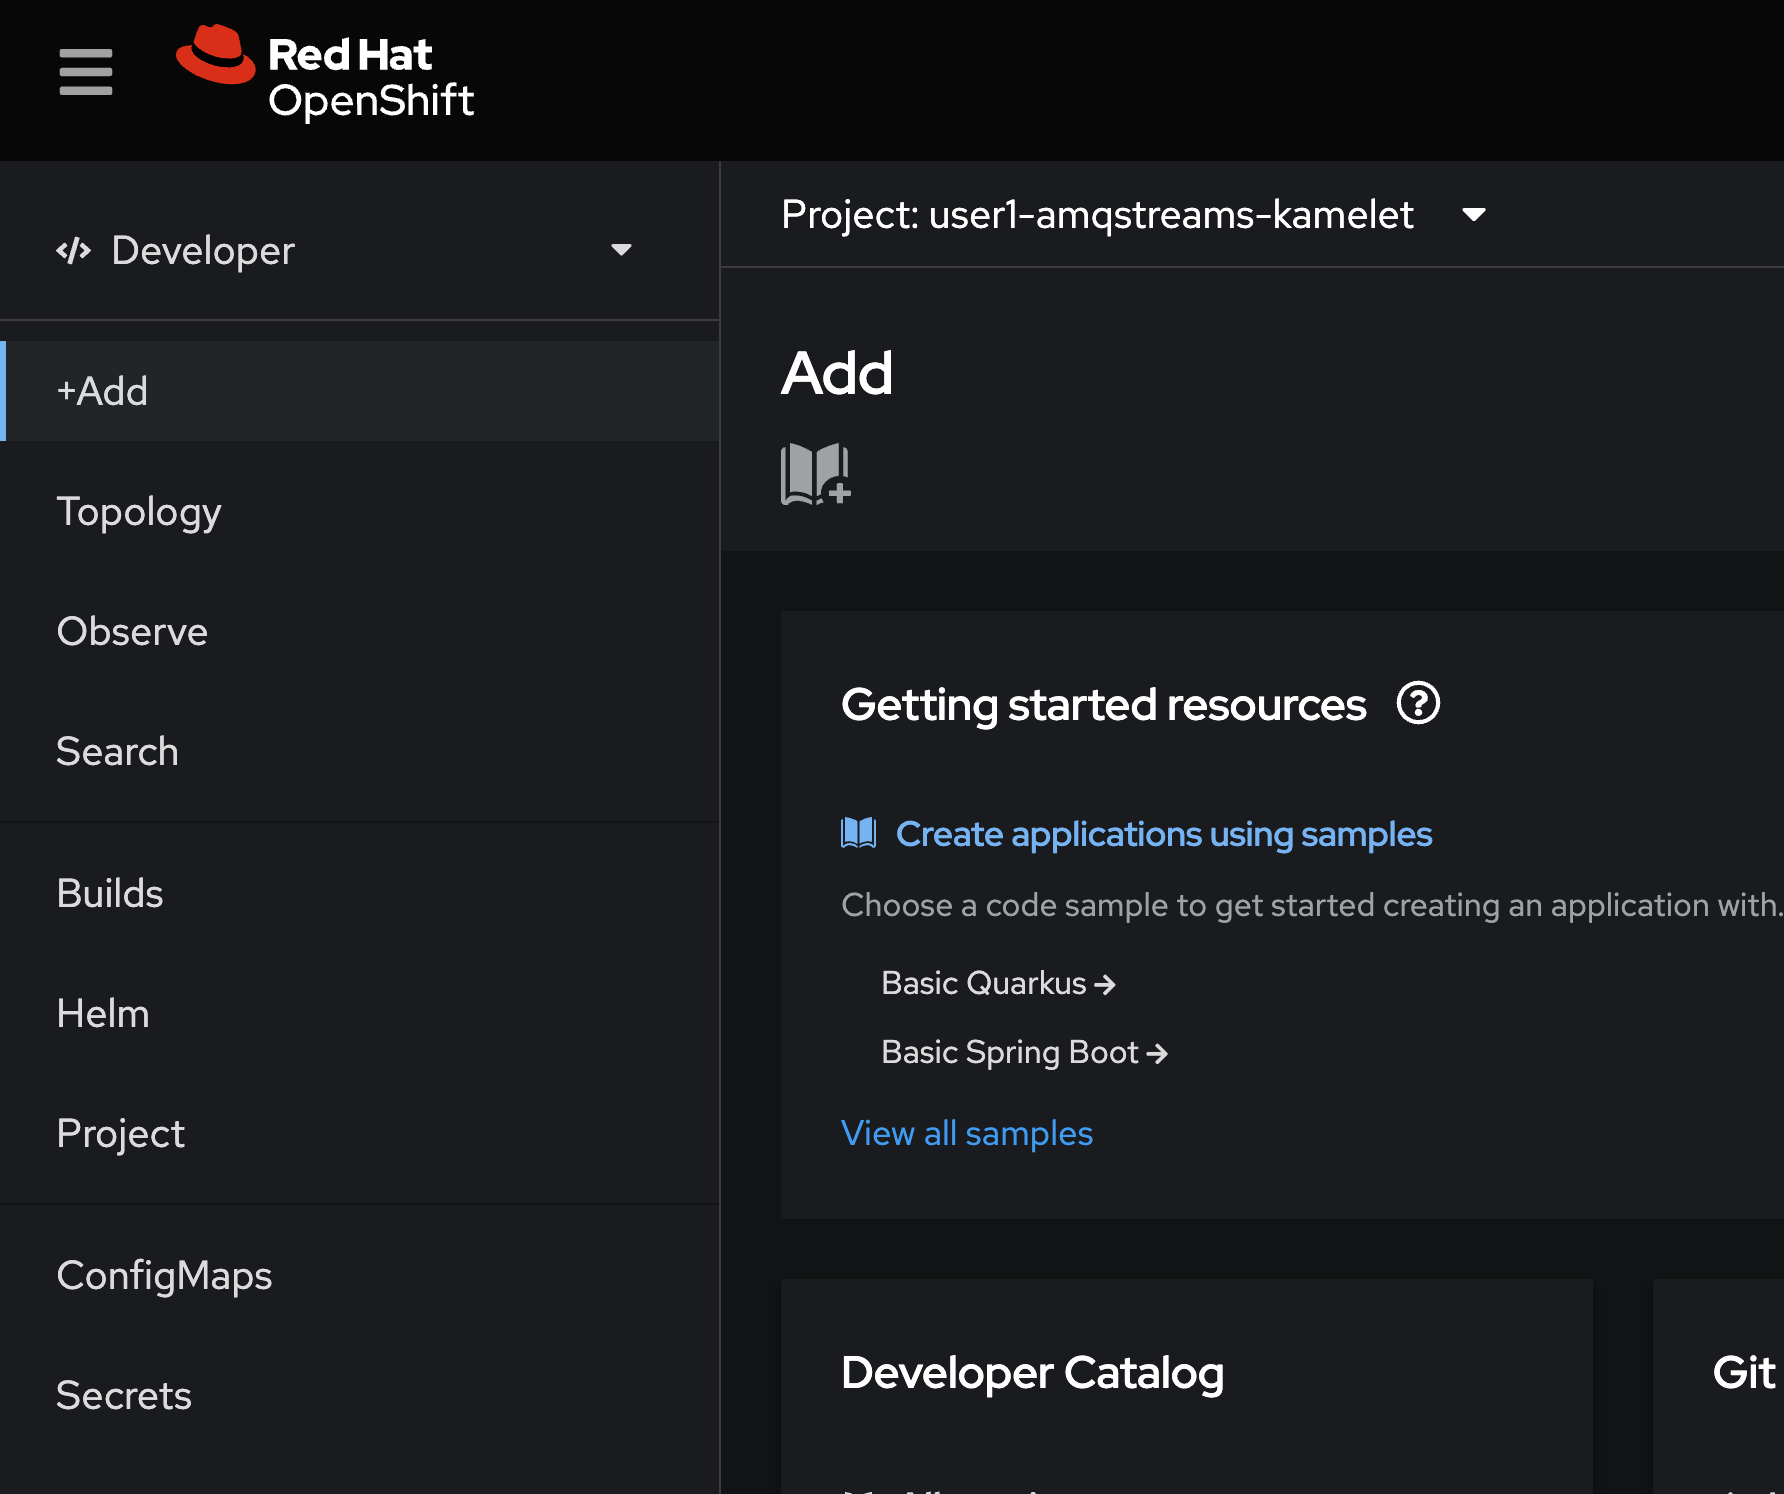 Red Hat
OpenShift
Developer
Project: user1-amqstreams-kamelet
+Add
Topology
Observe
Search
Builds
Helm
Project
ConfigMaps
Secrets
Add
Getting started resources
Create applications using samples
Choose a code sample to get started creating an application with.
Basic Quarkus
Basic Spring Boot
View all samples
Developer Catalog
Git